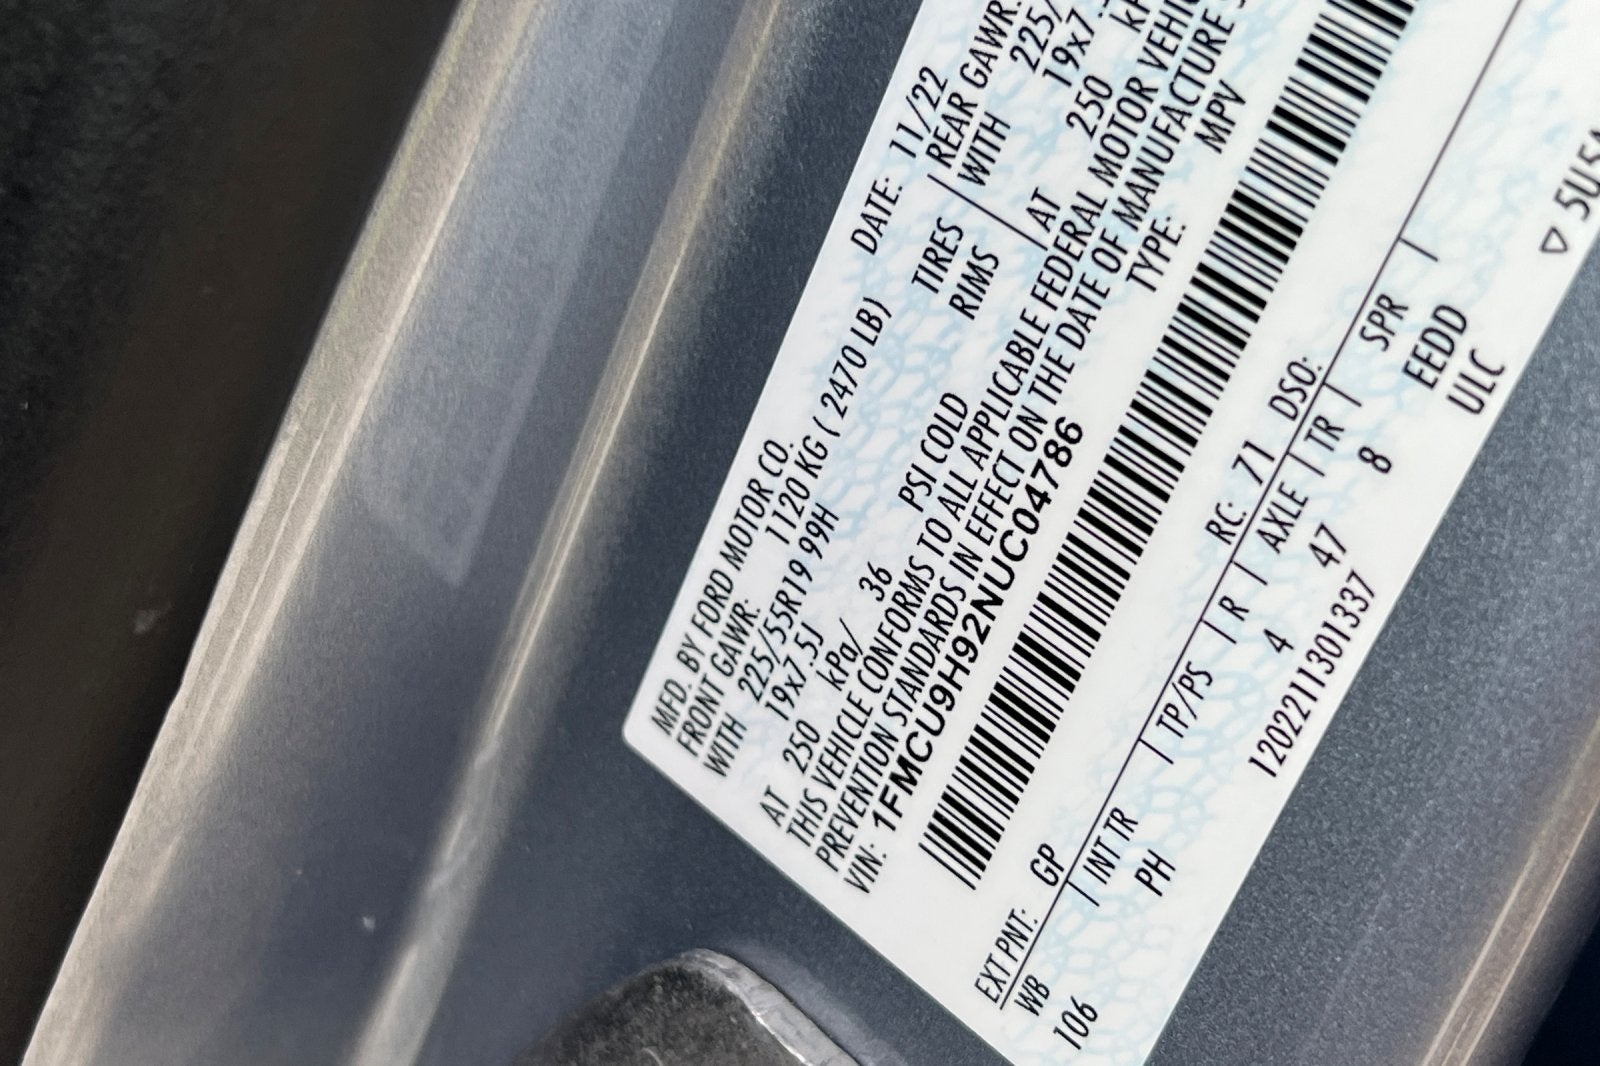 MFD. BY FORD MOTOR CO.
DATE: 11/22
FRONT GAWR: 1120 KG ( 2470 LB)
REAR GAWR:
WITH 225/55R19 99H TIRES WITH
19x7.5J RIMS 19x7.
AT 250 kPa/ 36 PSI COLD AT 250
THIS VEHICLE CONFORMS TO ALL APPLICABLE FEDERAL MOTOR
PREVENTION STANDARDS IN EFFECT ON THE DATE OF MANUFACTURE
VIN: 1FMCU9H92NUC04786 TYPE: MPV
EXT PNT: GP RC: 71 DSO:
WB | INT TR | TP/PS | R | AXLE | TR | SPR |
106 PH 4 47 8 EEDD
1202211301337 ULC